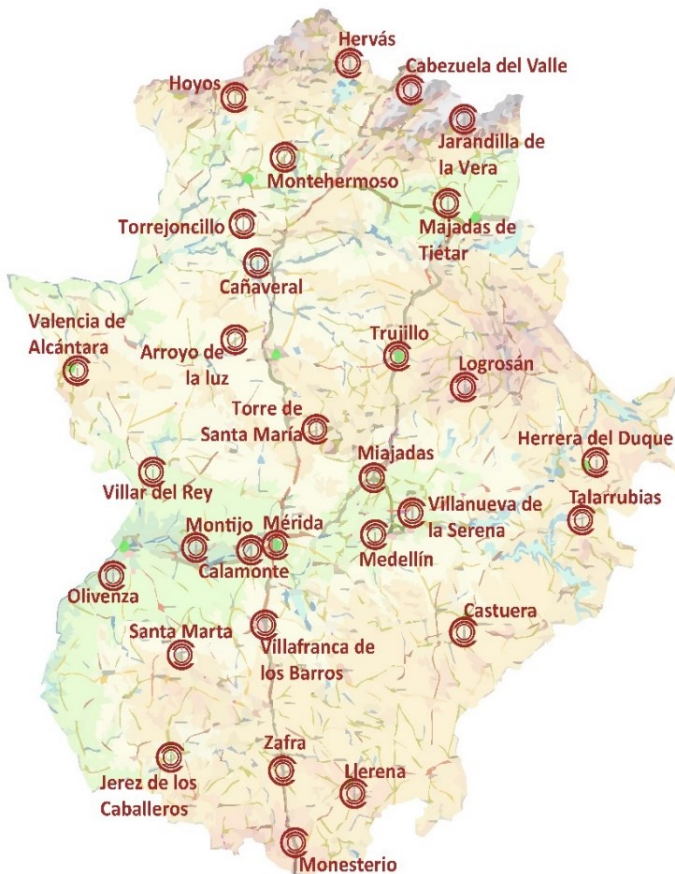 Hervás
Cabezuela del Valle
Hoyos
Jarandilla de
la Vera
Montehermoso
Torrejoncillo
Majadas de
Tiétar
Cañaveral
Valencia de
Alcántara
Arroyo de
la luz
Trujillo
Logrosán
Torre de
Santa María
Miajadas
Herrera del Duque
Villar del Rey
Villanueva de
la Serena
Talarrubias
Montijo
Mérida
Calamonte
Medellín
Olivenza
Castuera
Santa Marta
Villafranca de
los Barros
Zafra
Llerena
Jerez de los
Caballeros
Monesterio